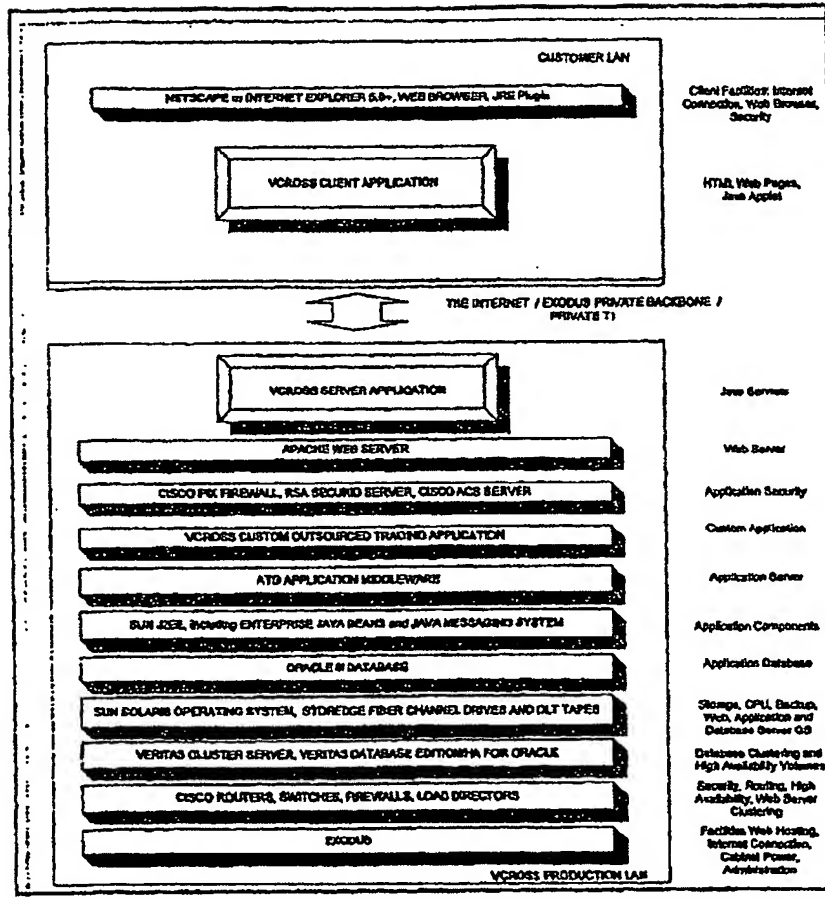 CUSTOMER LAN
NETSCAPE or INTERNET EXPLORER 5.0+, WEB BROWSER, JRE Plugin
Client Facilities: Internet
Connection, Web Browser,
Security
VCROSS CLIENT APPLICATION
HTML Web Pages,
Java Applet
THE INTERNET / EXODUS PRIVATE BACKBONE /
PRIVATE T1
VCROSS SERVER APPLICATION
Java Servlets
APACHE WEB SERVER
Web Server
CISCO PIX FIREWALL, RSA SECURID SERVER, CISCO ACS SERVER
Application Security
VCROSS CUSTOM OUTSOURCED TRADING APPLICATION
Custom Application
ATG APPLICATION MIDDLEWARE
Application Server
SUN J2EE, including ENTERPRISE JAVA BEANS and JAVA MESSAGING SYSTEM
Application Components
ORACLE DATABASE
Application Database
SUN SOLARIS OPERATING SYSTEM, STOREDGE FIBER CHANNEL DRIVES AND DLT TAPES
Storage, CPU, Backup,
Web, Application and
Database Server OS
VERITAS CLUSTER SERVER, VERITAS DATABASE EDITION/HA FOR ORACLE
Database Clustering and
High Availability Volumes
CISCO ROUTERS, SWITCHES, FIREWALLS, LOAD DIRECTORS
Security, Routing, High
Availability, Web Server
Clustering
EXODUS
Facilities Web Hosting,
Internet Connection,
Cabinet Power,
Administration
VCROSS PRODUCTION LAN